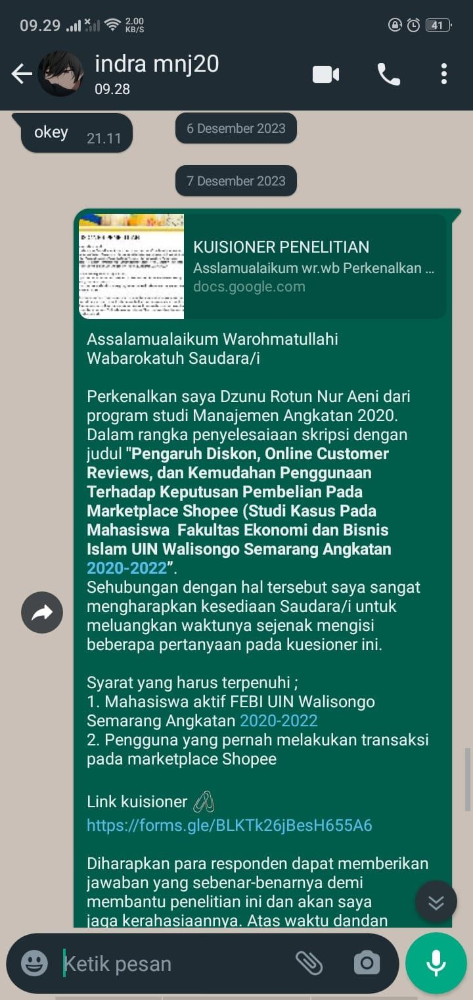 09.29
2.00
KB/S
41
indra mnj20
09.28
okey 21.11
6 Desember 2023
7 Desember 2023
KUISIONER PENELITIAN
Asslamualaikum wr.wb Perkenalkan ...
docs.google.com
Assalamualaikum Warohmatullahi
Wabarokatuh Saudara/i
Perkenalkan saya Dzunu Rotun Nur Aeni dari
program studi Manajemen Angkatan 2020.
Dalam rangka penyelesaiaan skripsi dengan
judul "Pengaruh Diskon, Online Customer
Reviews, dan Kemudahan Penggunaan
Terhadap Keputusan Pembelian Pada
Marketplace Shopee (Studi Kasus Pada
Mahasiswa  Fakultas Ekonomi dan Bisnis
Islam UIN Walisongo Semarang Angkatan
2020-2022”.
Sehubungan dengan hal tersebut saya sangat
mengharapkan kesediaan Saudara/i untuk
meluangkan waktunya sejenak mengisi
beberapa pertanyaan pada kuesioner ini.
Syarat yang harus terpenuhi ;
1. Mahasiswa aktif FEBI UIN Walisongo
Semarang Angkatan 2020-2022
2. Pengguna yang pernah melakukan transaksi
pada marketplace Shopee
Link kuisioner 🖇
https://forms.gle/BLKTk26jBesH655A6
Diharapkan para responden dapat memberikan
jawaban yang sebenar-benarnya demi
membantu penelitian ini dan akan saya
jaga kerahasiaannya. Atas waktu dandan
Ketik pesan